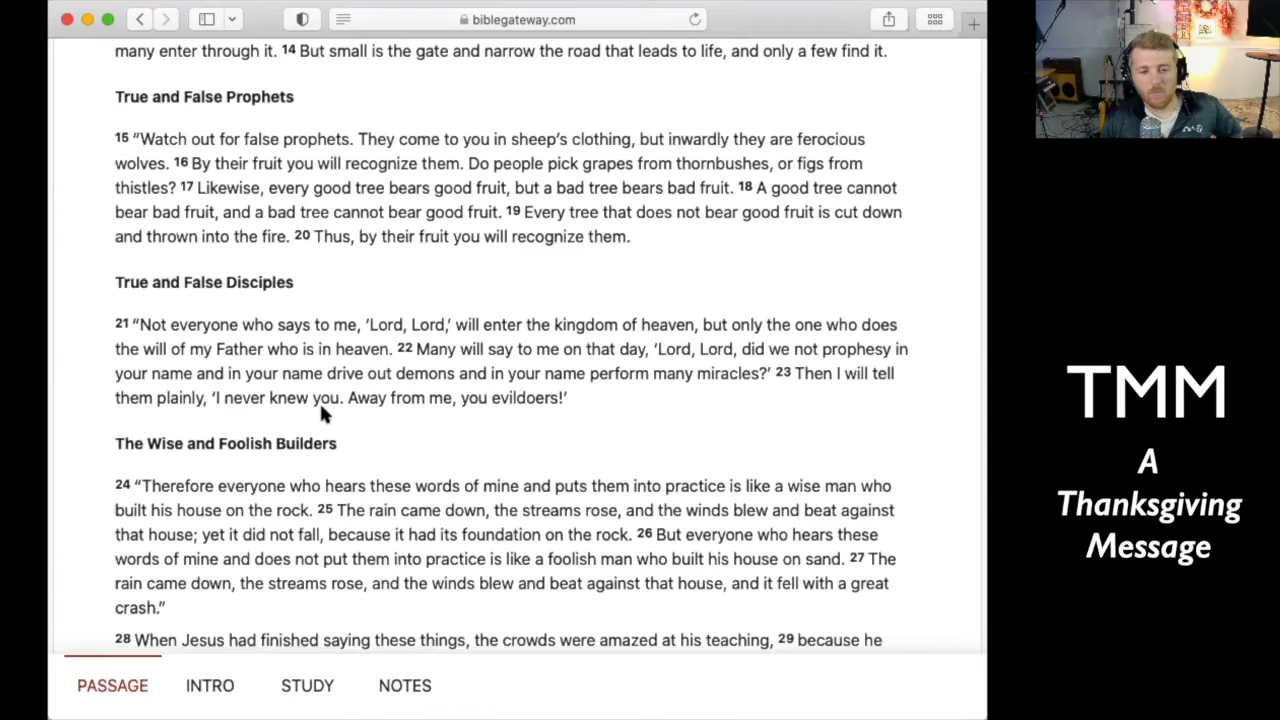 biblegateway.com
many enter through it. 14 But small is the gate and narrow the road that leads to life, and only a few find it.
True and False Prophets
15 “Watch out for false prophets. They come to you in sheep’s clothing, but inwardly they are ferocious
wolves. 16 By their fruit you will recognize them. Do people pick grapes from thornbushes, or figs from
thistles? 17 Likewise, every good tree bears good fruit, but a bad tree bears bad fruit. 18 A good tree cannot
bear bad fruit, and a bad tree cannot bear good fruit. 19 Every tree that does not bear good fruit is cut down
and thrown into the fire. 20 Thus, by their fruit you will recognize them.
True and False Disciples
21 “Not everyone who says to me, ‘Lord, Lord,’ will enter the kingdom of heaven, but only the one who does
the will of my Father who is in heaven. 22 Many will say to me on that day, ‘Lord, Lord, did we not prophesy in
your name and in your name drive out demons and in your name perform many miracles?’ 23 Then I will tell
them plainly, ‘I never knew you. Away from me, you evildoers!’
The Wise and Foolish Builders
24 “Therefore everyone who hears these words of mine and puts them into practice is like a wise man who
built his house on the rock. 25 The rain came down, the streams rose, and the winds blew and beat against
that house; yet it did not fall, because it had its foundation on the rock. 26 But everyone who hears these
words of mine and does not put them into practice is like a foolish man who built his house on sand. 27 The
rain came down, the streams rose, and the winds blew and beat against that house, and it fell with a great
crash.”
28 When Jesus had finished saying these things, the crowds were amazed at his teaching, 29 because he
PASSAGE INTRO STUDY NOTES
TMM
A
Thanksgiving
Message